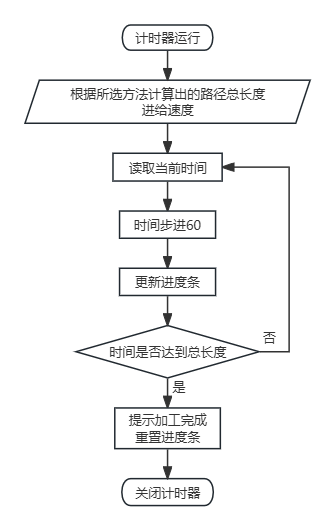 计时器运行
根据所选方法计算出的路径总长度
进给速度
读取当前时间
时间步进60
更新进度条
时间是否达到总长度
否
是
提示加工完成
重置进度条
关闭计时器